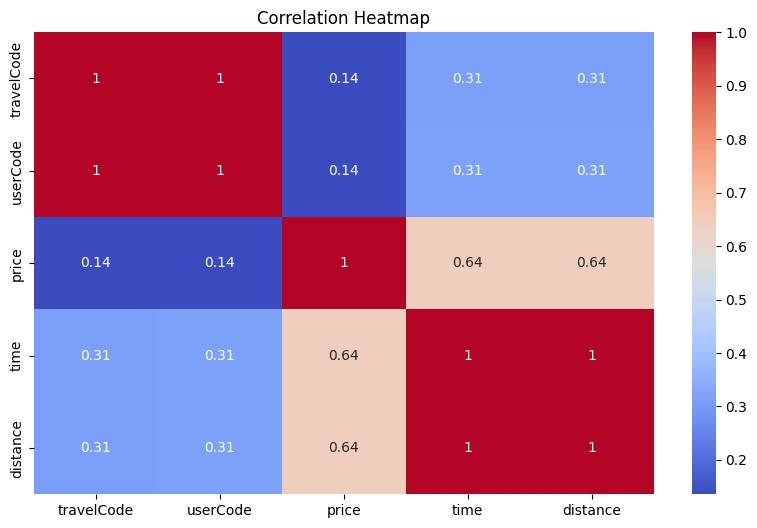 Correlation Heatmap
travelCode 1 1 0.14 0.31 0.31
userCode 1 1 0.14 0.31 0.31
price 0.14 0.14 1 0.64 0.64
time 0.31 0.31 0.64 1 1
distance 0.31 0.31 0.64 1 1
travelCode userCode price time distance
1.0
0.9
0.8
0.7
0.6
0.5
0.4
0.3
0.2